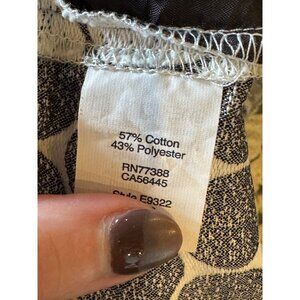 57% Cotton
43% Polyester
RN77388
CA56445
Style E9322